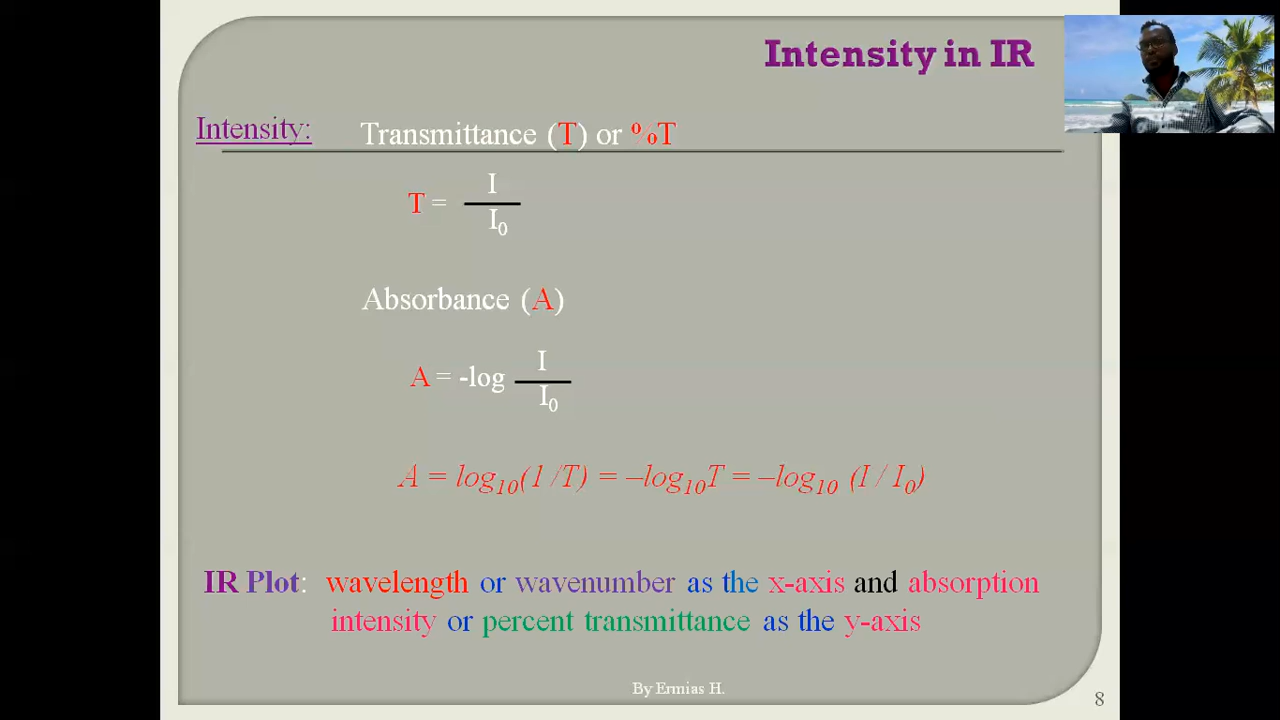 Intensity in IR
Intensity: Transmittance (T) or %T
T = I / I₀
Absorbance (A)
A = -log I / I₀
A = log₁₀(1/T) = –log₁₀T = –log₁₀ (I / I₀)
IR Plot: wavelength or wavenumber as the x-axis and absorption
intensity or percent transmittance as the y-axis
By Ermias H.
8